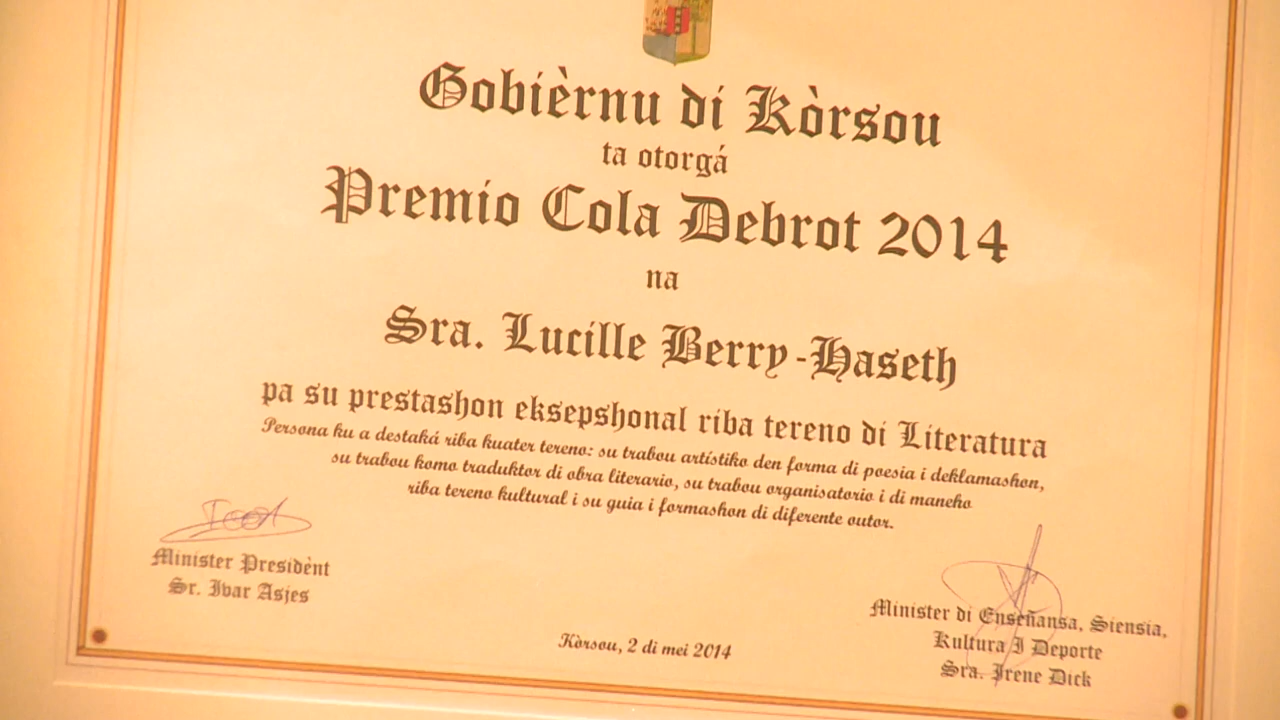 Gobièrnu di Kòrsou
ta otorgá
Premio Cola Debrot 2014
na
Sra. Lucille Berry-Haseth
pa su prestashon eksepshonal riba tereno di Literatura
Persona ku a destaká riba kuater tereno: su trabou artístiko den forma di poesia i deklamashon,
su trabou komo traduktor di obra literario, su trabou organisatorio i di maneho
riba tereno kultural i su guia i formashon di diferente outor.
Minister Presidènt
Sr. Ivar Asjes
Minister di Enseñansa, Siensia,
Kultura I Deporte
Sra. Irene Dick
Kòrsou, 2 di mei 2014